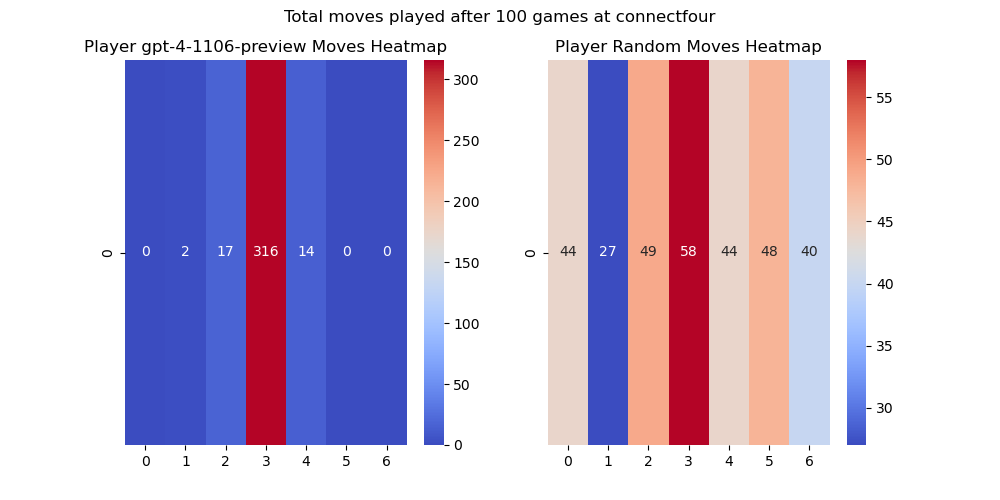 Total moves played after 100 games at connectfour
Player gpt-4-1106-preview Moves Heatmap
0
0 2 17 316 14 0 0
0 1 2 3 4 5 6
300
250
200
150
100
50
0
Player Random Moves Heatmap
0
44 27 49 58 44 48 40
0 1 2 3 4 5 6
55
50
45
40
35
30